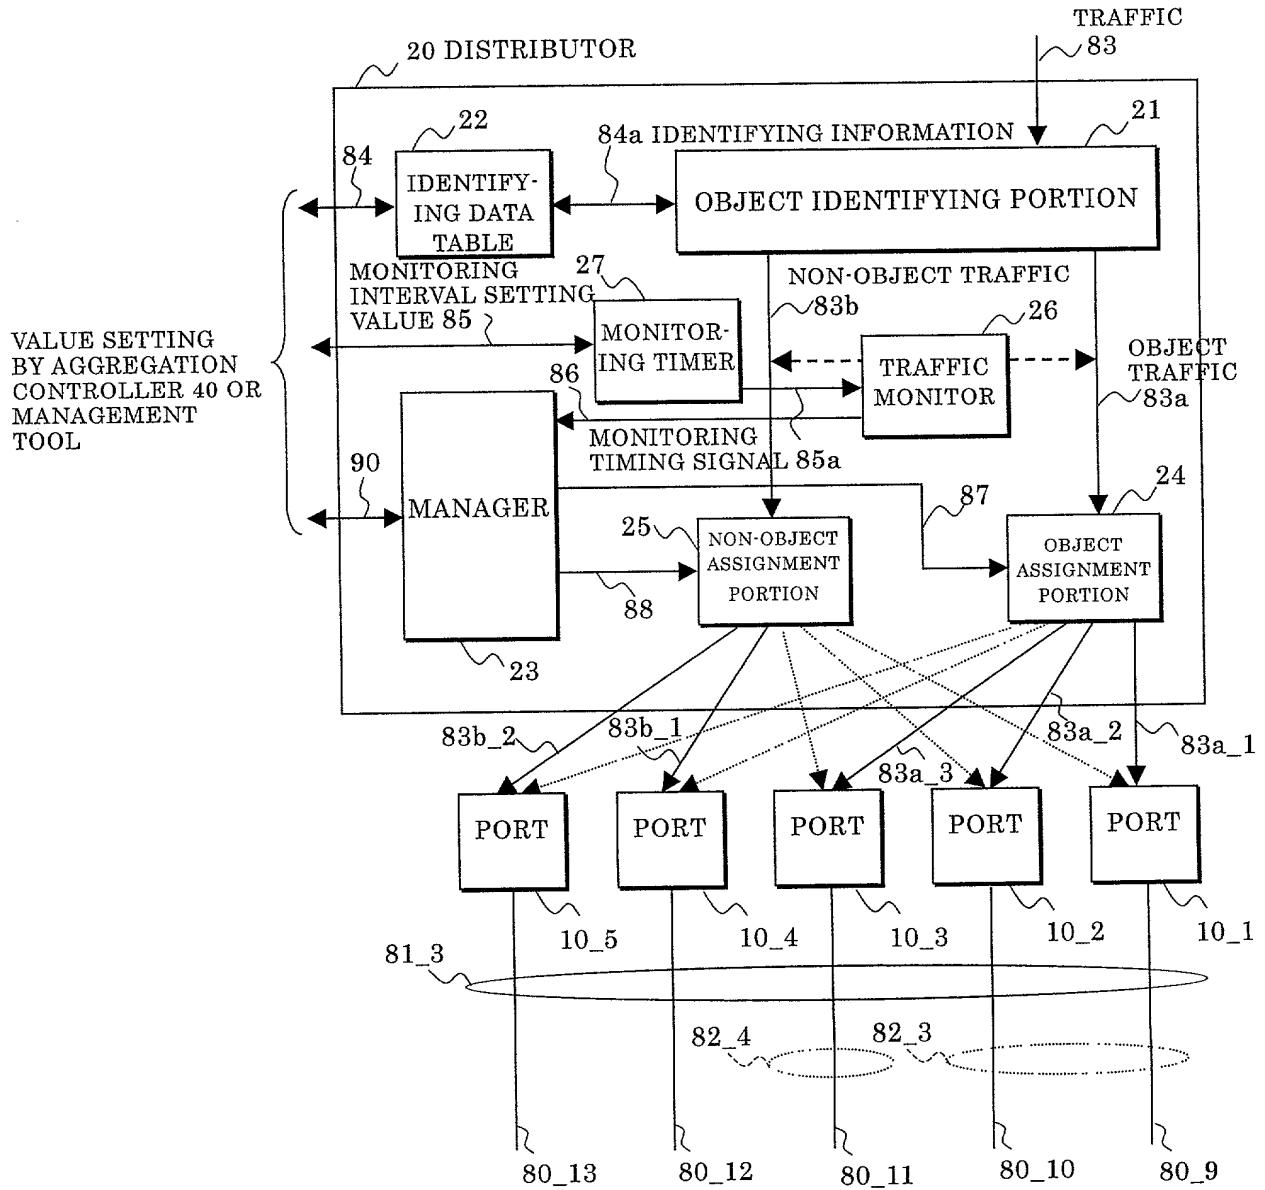 TRAFFIC
83
20 DISTRIBUTOR
22
84a IDENTIFYING INFORMATION
21
84
IDENTIFY-
ING DATA
TABLE
OBJECT IDENTIFYING PORTION
MONITORING
INTERVAL SETTING
VALUE 85
27
NON-OBJECT TRAFFIC
83b
26
VALUE SETTING
BY AGGREGATION
CONTROLLER 40 OR
MANAGEMENT
TOOL
MONITOR-
ING TIMER
TRAFFIC
MONITOR
OBJECT
TRAFFIC
83a
86
MONITORING
TIMING SIGNAL 85a
90
MANAGER
87
24
25
NON-OBJECT
ASSIGNMENT
PORTION
OBJECT
ASSIGNMENT
PORTION
88
23
83b_2
83b_1
83a_3
83a_2
83a_1
PORT
PORT
PORT
PORT
PORT
10_5
10_4
10_3
10_2
10_1
81_3
82_4
82_3
80_13
80_12
80_11
80_10
80_9